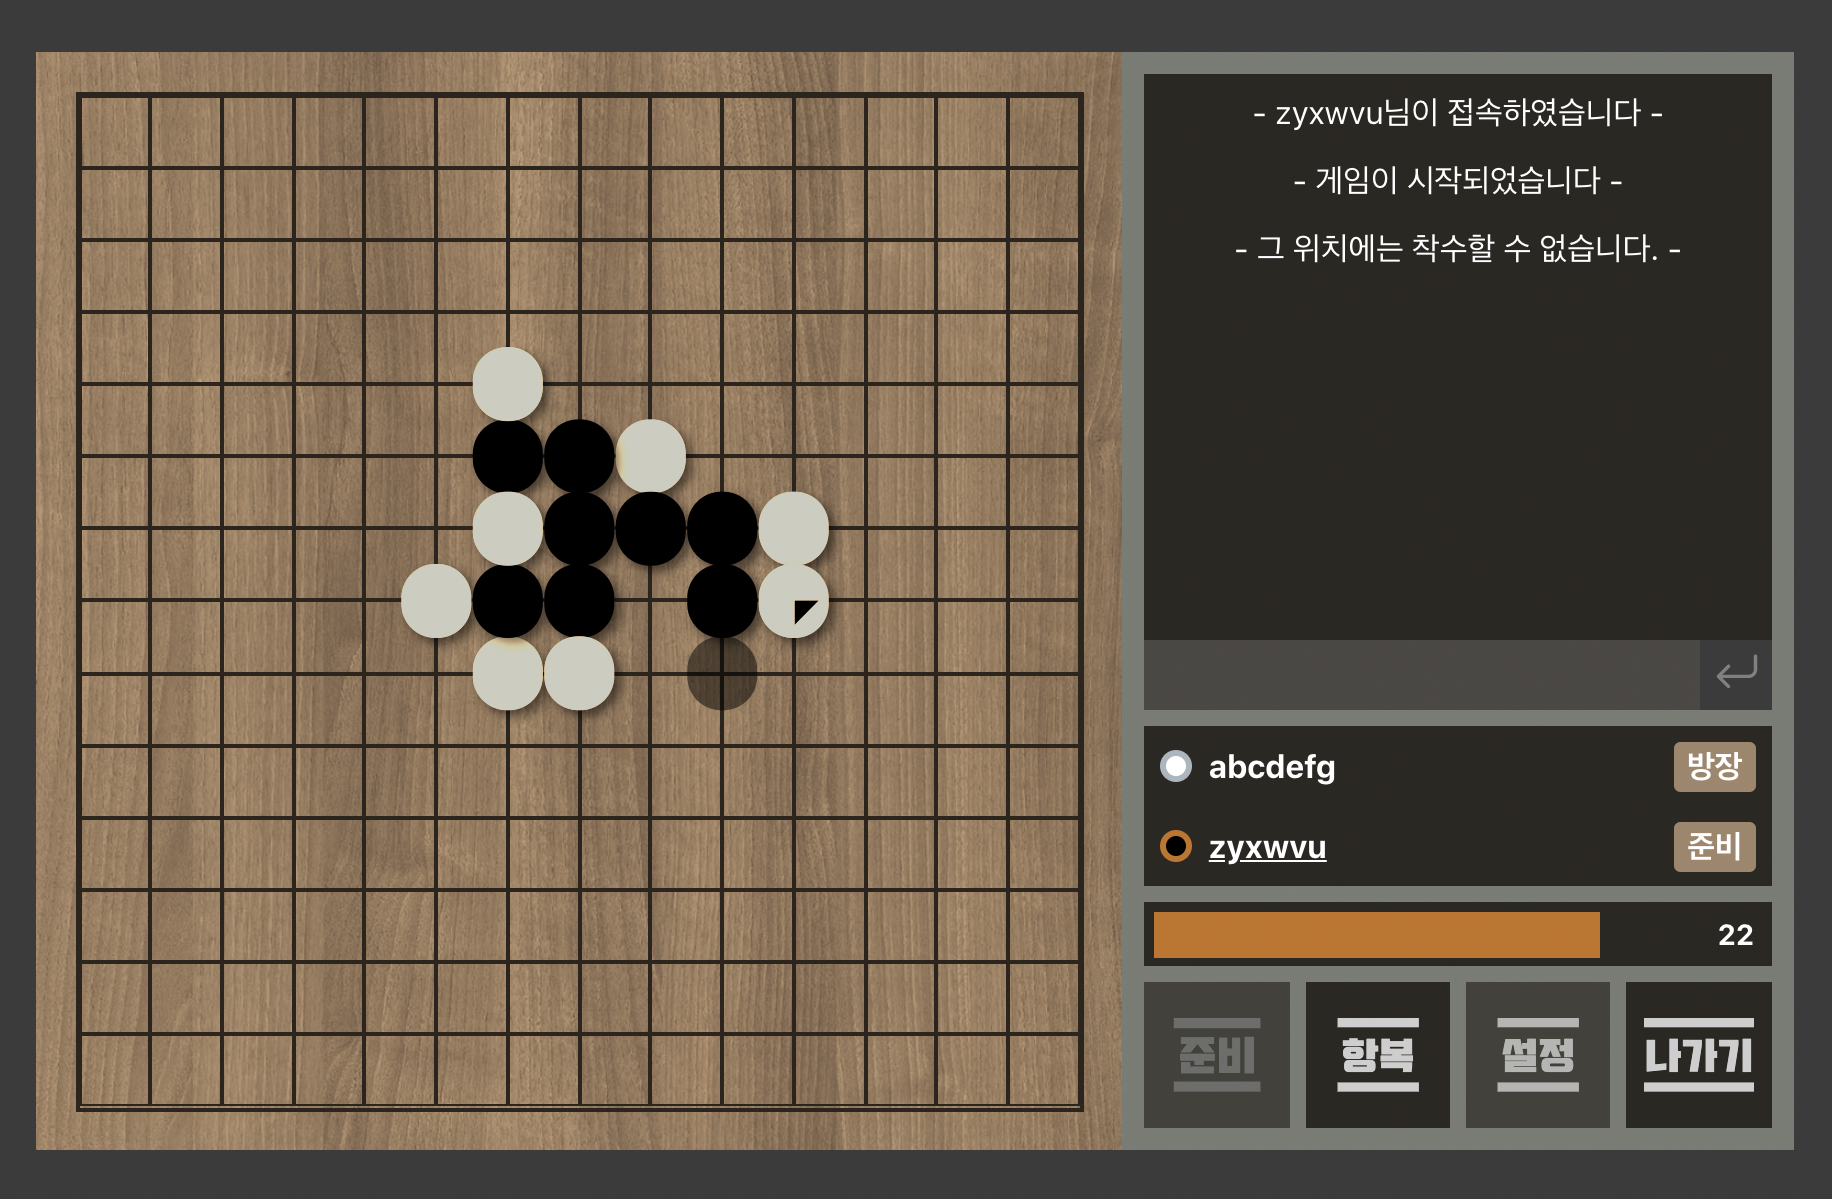 - zyxwvu님이 접속하였습니다 -
- 게임이 시작되었습니다 -
- 그 위치에는 착수할 수 없습니다. -
abcdefg 방장
zyxwvu 준비
22
준비 항복 설정 나가기